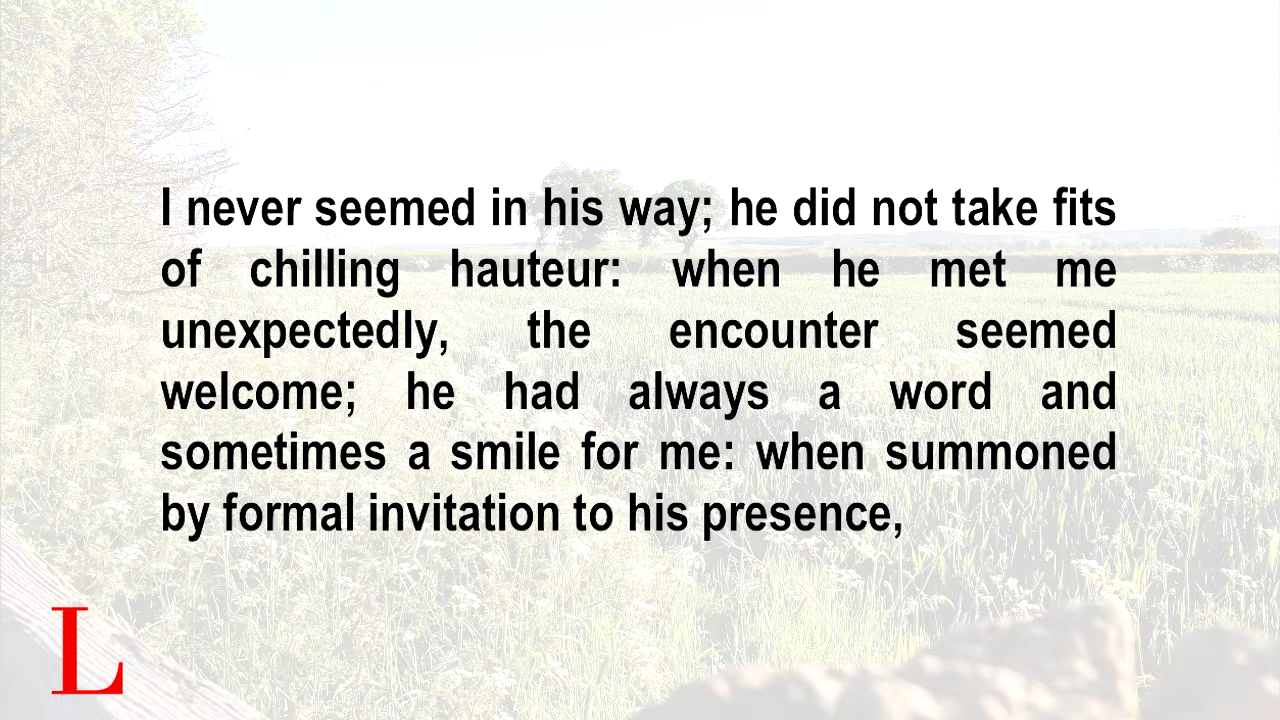 I never seemed in his way; he did not take fits
of chilling hauteur: when he met me
unexpectedly, the encounter seemed
welcome; he had always a word and
sometimes a smile for me: when summoned
by formal invitation to his presence,
L